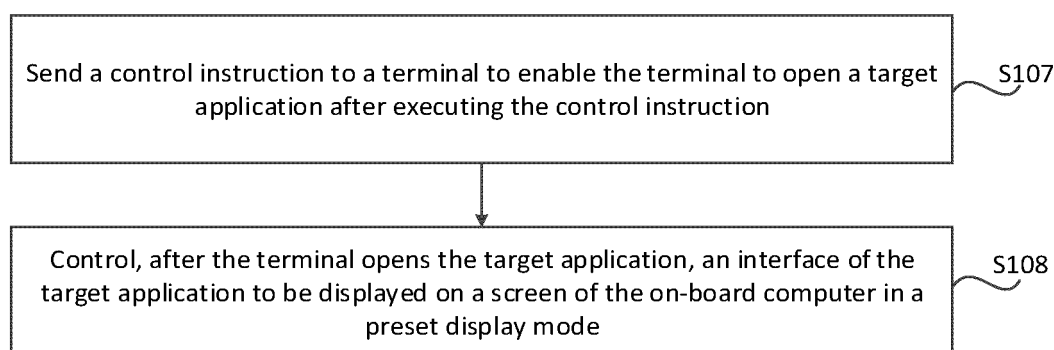 Send a control instruction to a terminal to enable the terminal to open a target
application after executing the control instruction
S107
Control, after the terminal opens the target application, an interface of the
target application to be displayed on a screen of the on-board computer in a
preset display mode
S108